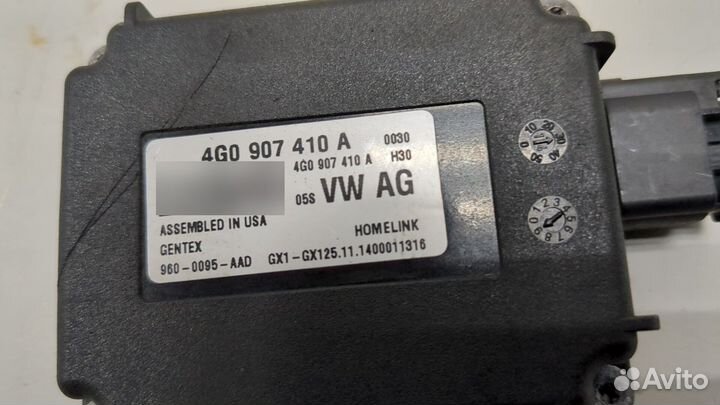 4G0 907 410 A 0030
4G0 907 410 A H30
05S VW AG
ASSEMBLED IN USA
GENTEX HOMELINK
960-0095-AAD GX1-GX125.11.1400011316
Avito